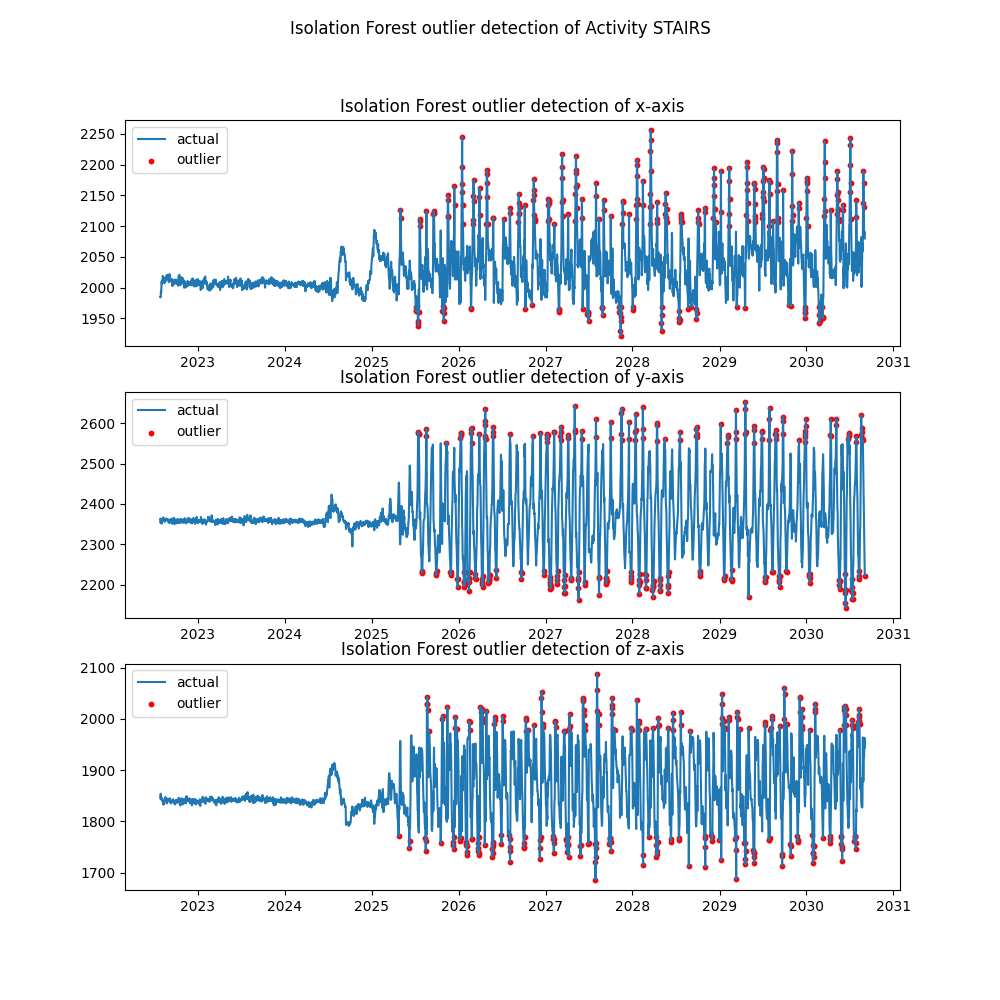 Isolation Forest outlier detection of Activity STAIRS
Isolation Forest outlier detection of x-axis
actual
outlier
2250
2200
2150
2100
2050
2000
1950
2023 2024 2025 2026 2027 2028 2029 2030 2031
Isolation Forest outlier detection of y-axis
actual
outlier
2600
2500
2400
2300
2200
2023 2024 2025 2026 2027 2028 2029 2030 2031
Isolation Forest outlier detection of z-axis
actual
outlier
2100
2000
1900
1800
1700
2023 2024 2025 2026 2027 2028 2029 2030 2031